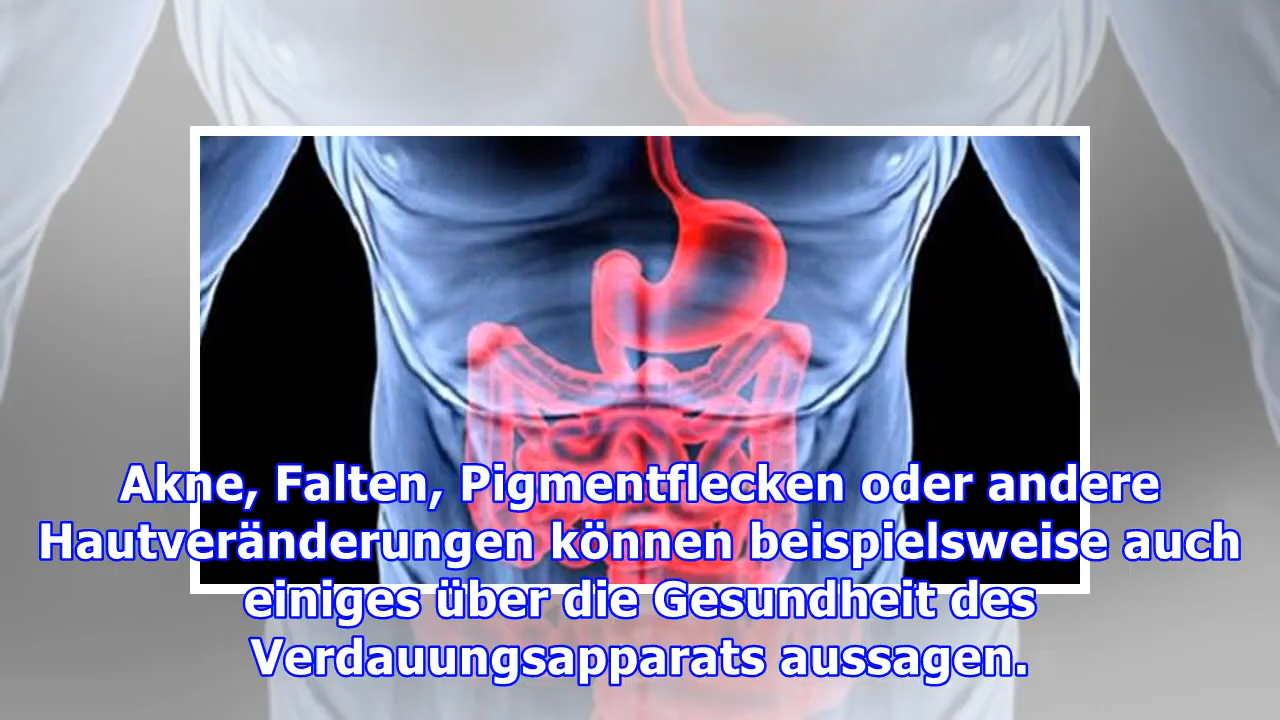 Akne, Falten, Pigmentflecken oder andere
Hautveränderungen können beispielsweise auch
einiges über die Gesundheit des
Verdauungsapparats aussagen.